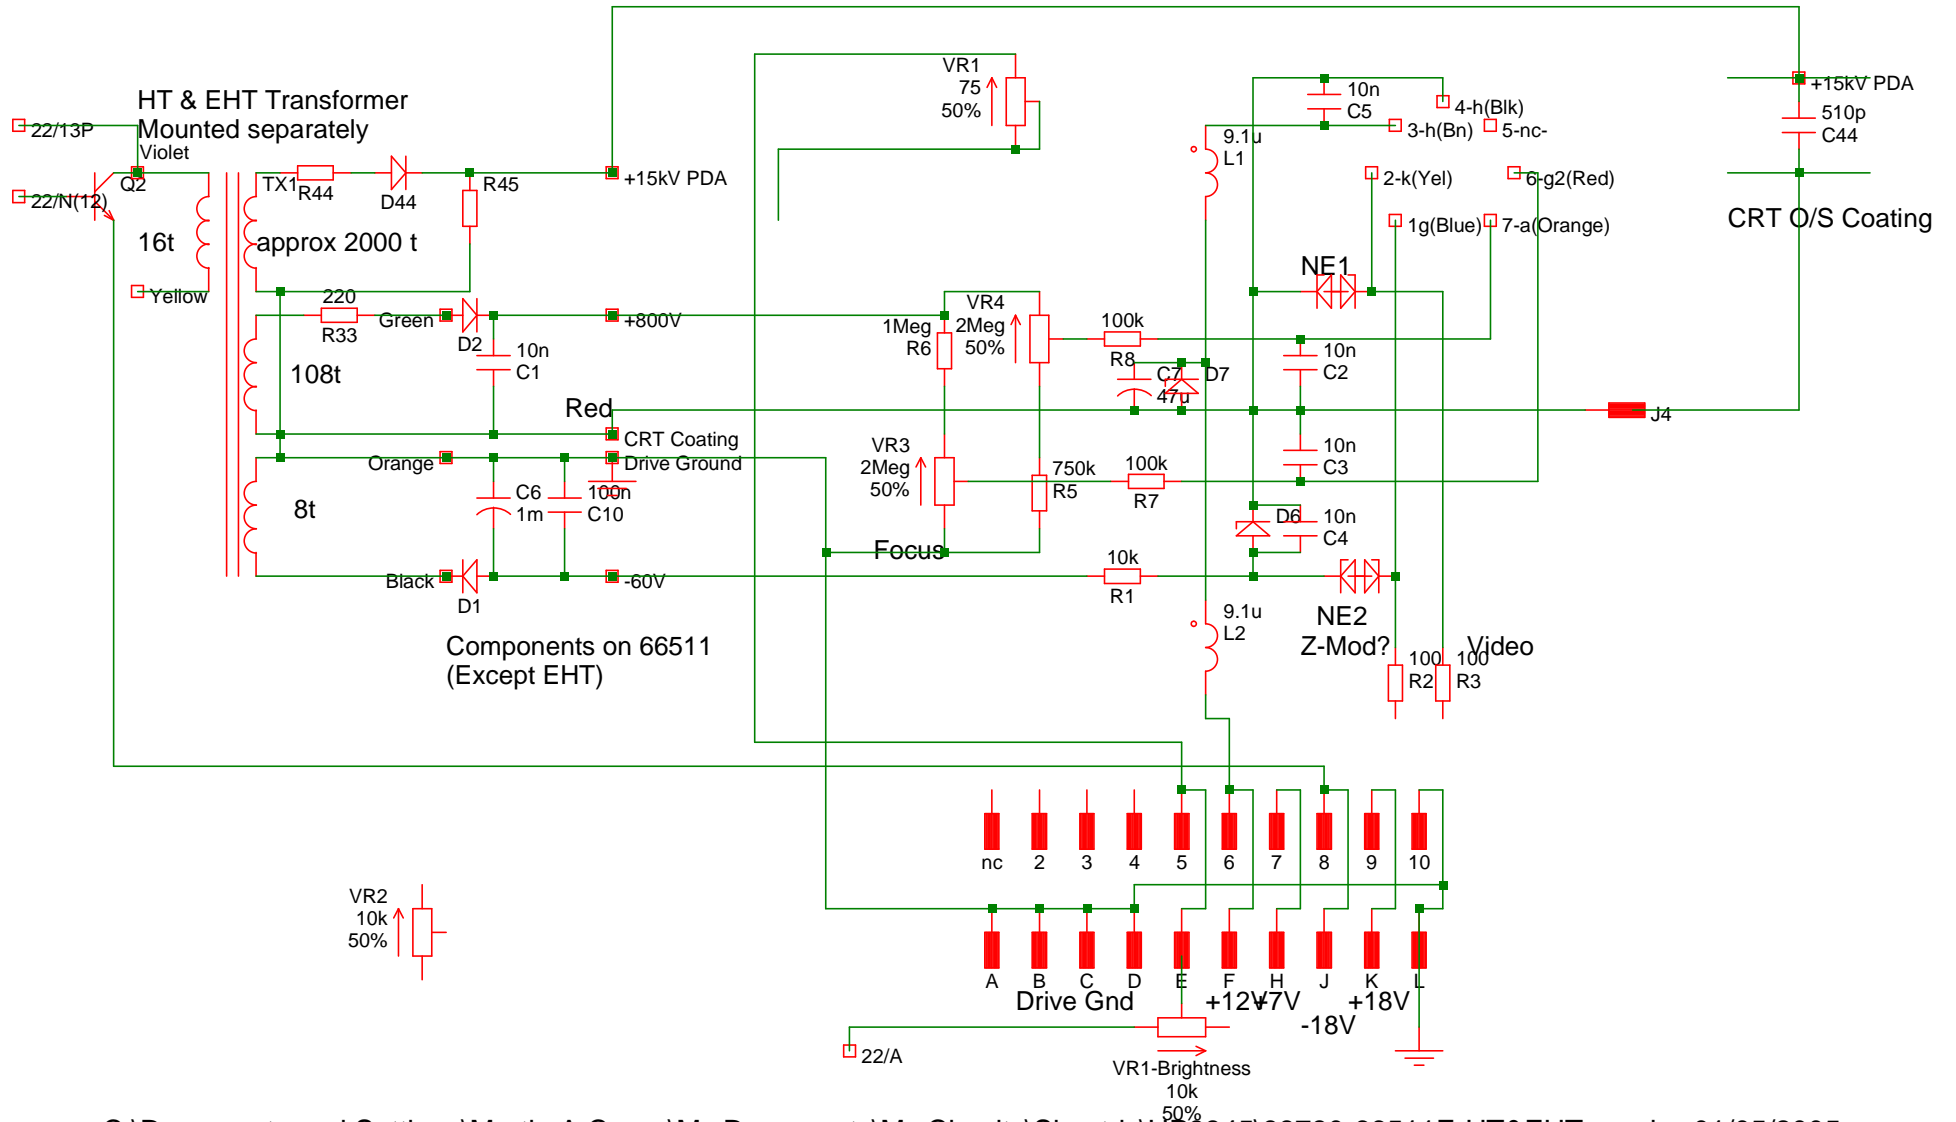 HT & EHT Transformer
Mounted separately
22/13P
Violet
Q2
22/N(12)
16t
Yellow
TX1
R44
D44
R45
approx 2000 t
+15kV PDA
VR1
75
50%
10n
C5
4-h(Blk)
3-h(Bn)
5-nc-
9.1u
L1
2-k(Yel)
6-g2(Red)
1g(Blue)
7-a(Orange)
+15kV PDA
510p
C44
CRT O/S Coating
NE1
220
R33
Green
D2
+800V
10n
C1
108t
1Meg
R6
VR4
2Meg
50%
100k
R8
C7
47u
D7
10n
C2
J4
Red
CRT Coating
Drive Ground
Orange
8t
C6
1m
100n
C10
VR3
2Meg
50%
750k
R5
100k
R7
10n
C3
D6
10n
C4
Focus
Black
D1
-60V
10k
R1
NE2
Z-Mod?
Video
9.1u
L2
100
R2
100
R3
Components on 66511
(Except EHT)
nc 2 3 4 5 6 7 8 9 10
VR2
10k
50%
A B C D E F H J K L
Drive Gnd
+12V
+7V
-18V
+18V
22/A
VR1-Brightness
10k
50%